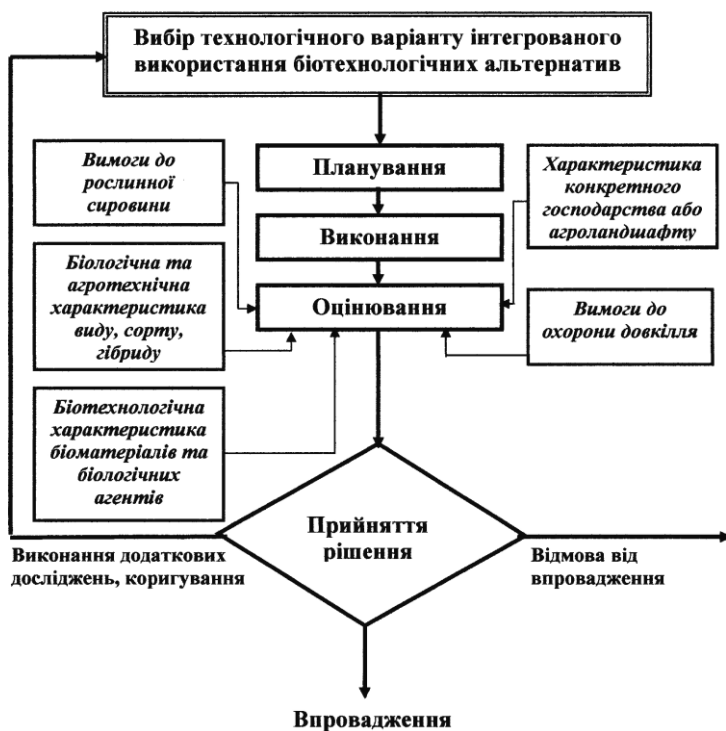 Вибір технологічного варіанту інтегрованого
використання біотехнологічних альтернатив
Вимоги до
рослинної
сировини
Планування
Характеристика
конкретного
господарства або
агроландшафту
Виконання
Біологічна та
агротехнічна
характеристика
виду, сорту,
гібриду
Оцінювання
Вимоги до
охорони довкілля
Біотехнологічна
характеристика
біоматеріалів та
біологічних
агентів
Прийняття
рішення
Виконання додаткових
досліджень, коригування
Відмова від
впровадження
Впровадження